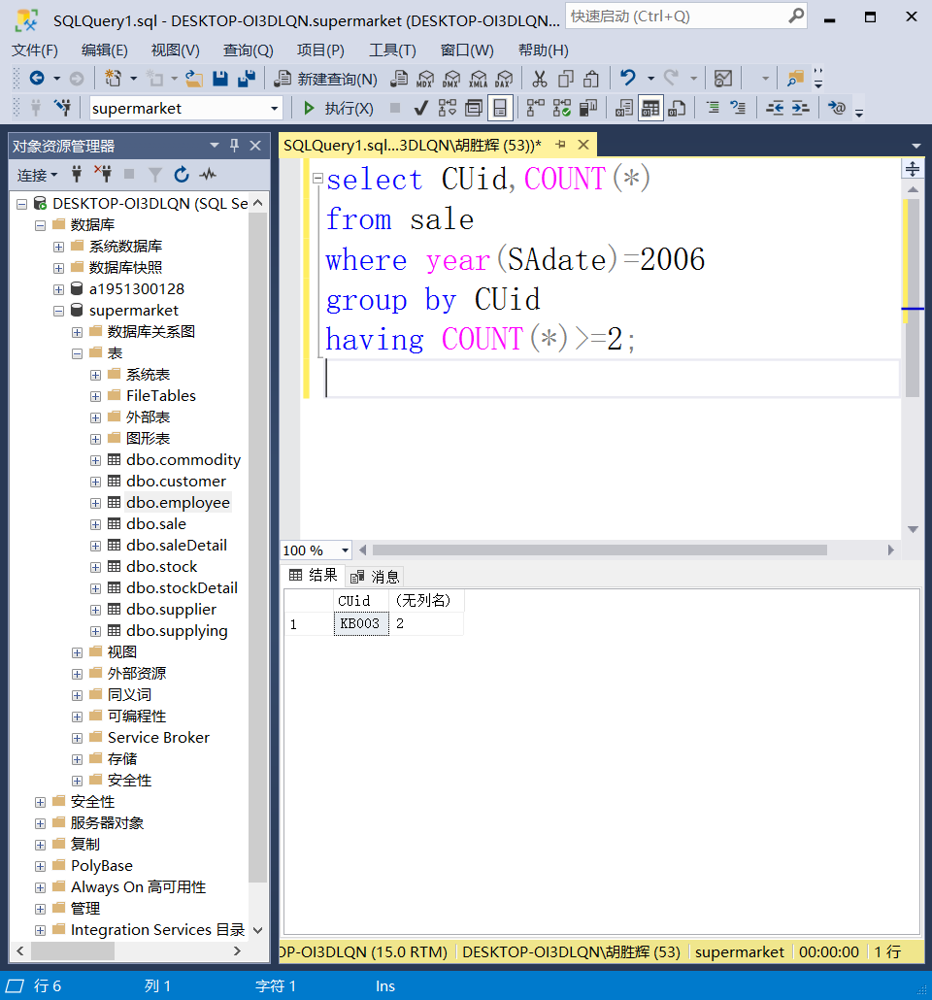 SQLQuery1.sql - DESKTOP-OI3DLQN.supermarket (DESKTOP-OI3DLQN...
快速启动 (Ctrl+Q)
文件(F) 编辑(E) 视图(V) 查询(Q) 项目(P) 工具(T) 窗口(W) 帮助(H)
新建查询(N) MDX DMX XMLA DAX
supermarket 执行(X)
对象资源管理器
SQLQuery1.sql...3DLQN\胡胜辉 (53))*
连接
DESKTOP-OI3DLQN (SQL Se
数据库
系统数据库
数据库快照
a1951300128
supermarket
数据库关系图
表
系统表
FileTables
外部表
图形表
dbo.commodity
dbo.customer
dbo.employee
dbo.sale
dbo.saleDetail
dbo.stock
dbo.stockDetail
dbo.supplier
dbo.supplying
视图
外部资源
同义词
可编程性
Service Broker
存储
安全性
安全性
服务器对象
复制
PolyBase
Always On 高可用性
管理
Integration Services 目录
select CUid,COUNT(*)
from sale
where year(SAdate)=2006
group by CUid
having COUNT(*)>=2;
100 %
结果 消息
CUid (无列名)
1 KB003 2
OP-OI3DLQN (15.0 RTM) DESKTOP-OI3DLQN\胡胜辉 (53) supermarket 00:00:00 1 行
行 6 列 1 字符 1 Ins